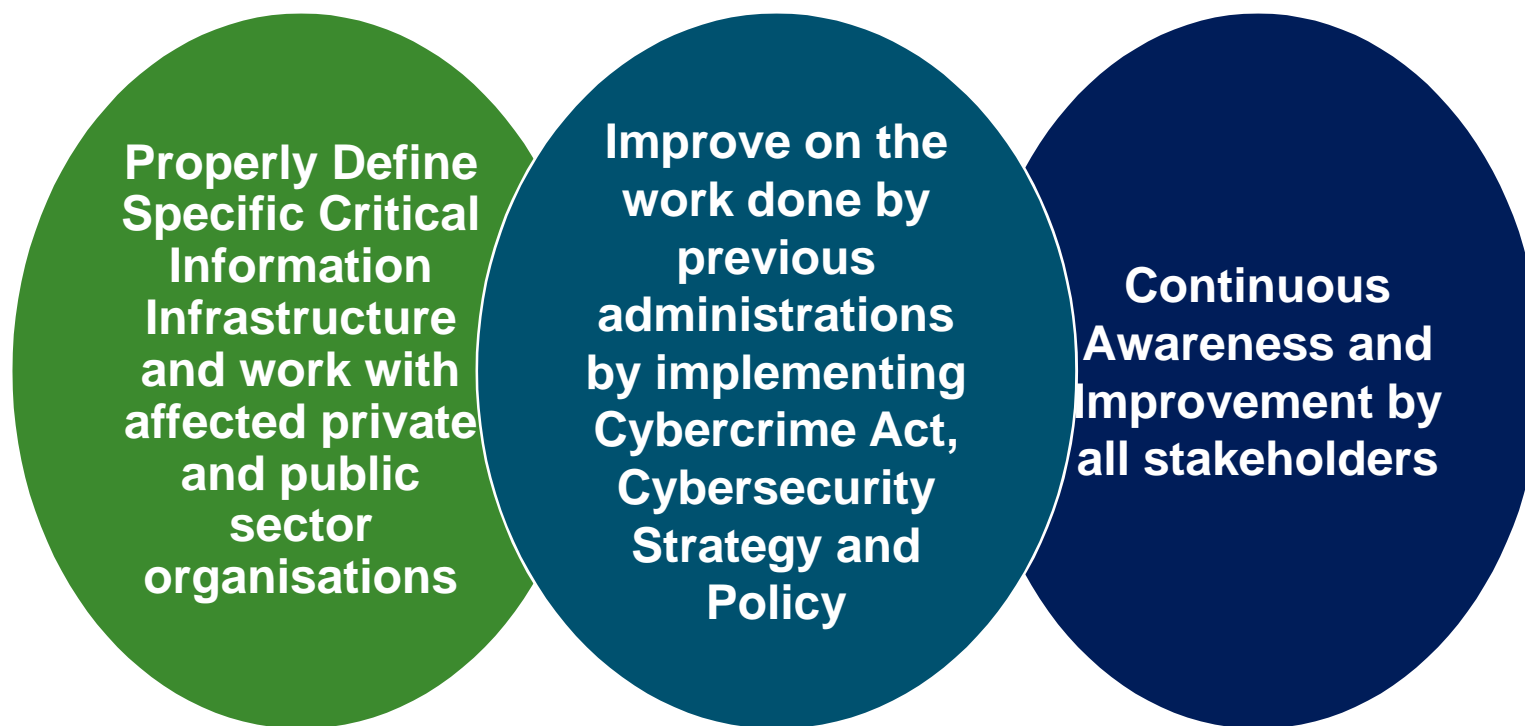 Properly Define
Specific Critical
Information
Infrastructure
and work with
affected private
and public
sector
organisations
Improve on the
work done by
previous
administrations
by implementing
Cybercrime Act,
Cybersecurity
Strategy and
Policy
Continuous
Awareness and
Improvement by
all stakeholders